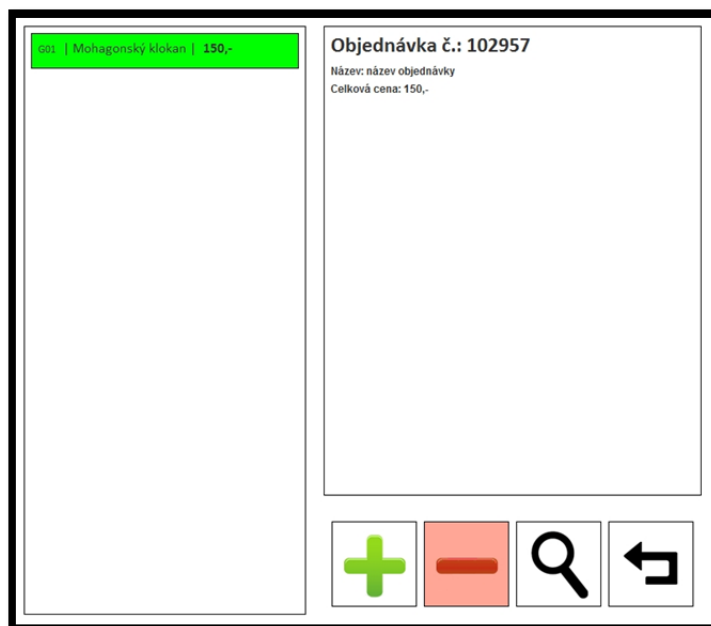 G01 | Mohagonský klokan | 150,-
Objednávka č.: 102957
Název: název objednávky
Celková cena: 150,-